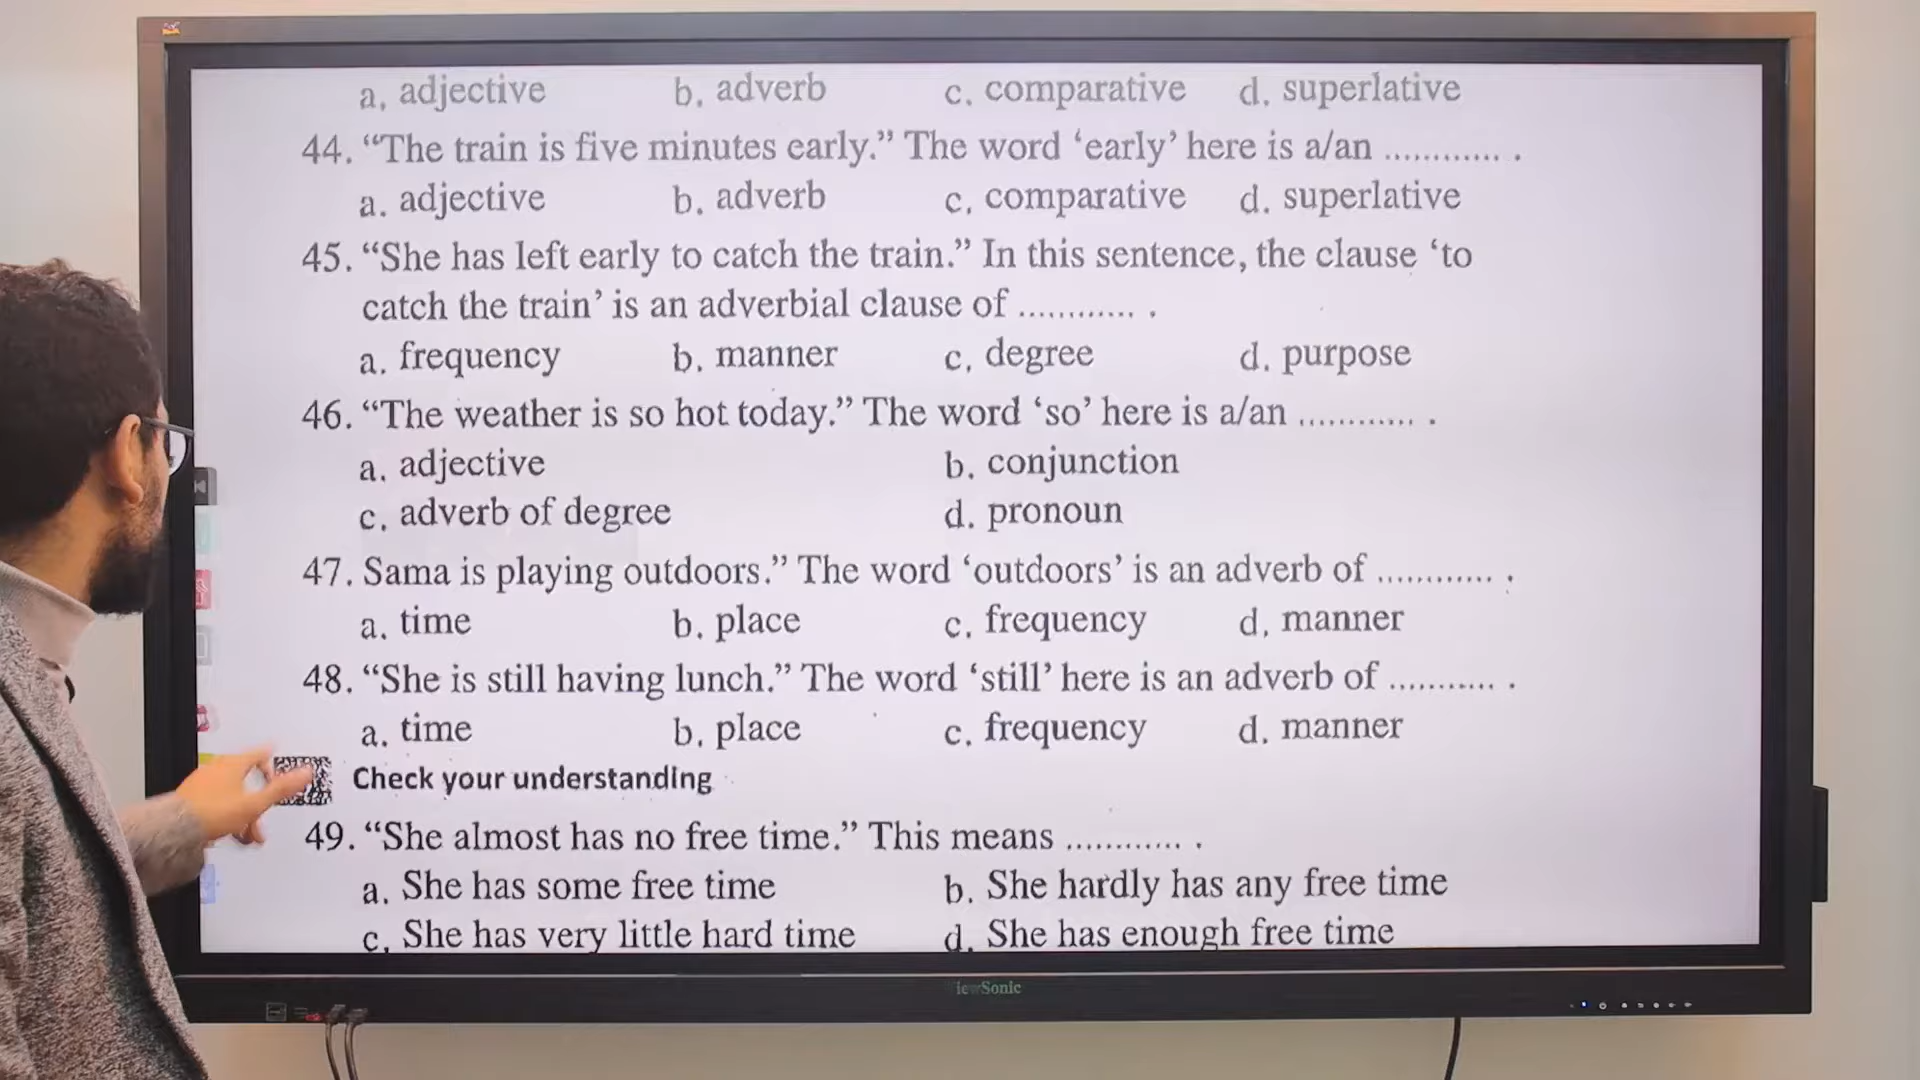 a. adjective b. adverb c. comparative d. superlative
44. “The train is five minutes early.” The word ‘early’ here is a/an ............. .
a. adjective b. adverb c. comparative d. superlative
45. “She has left early to catch the train.” In this sentence, the clause ‘to
catch the train’ is an adverbial clause of ............. .
a. frequency b. manner c. degree d. purpose
46. “The weather is so hot today.” The word ‘so’ here is a/an ............. .
a. adjective b. conjunction
c. adverb of degree d. pronoun
47. Sama is playing outdoors.” The word ‘outdoors’ is an adverb of ............. .
a. time b. place c. frequency d. manner
48. “She is still having lunch.” The word ‘still’ here is an adverb of ............ .
a. time b. place c. frequency d. manner
Check your understanding
49. “She almost has no free time.” This means ............. .
a. She has some free time b. She hardly has any free time
c. She has very little hard time d. She has enough free time
iewSonic